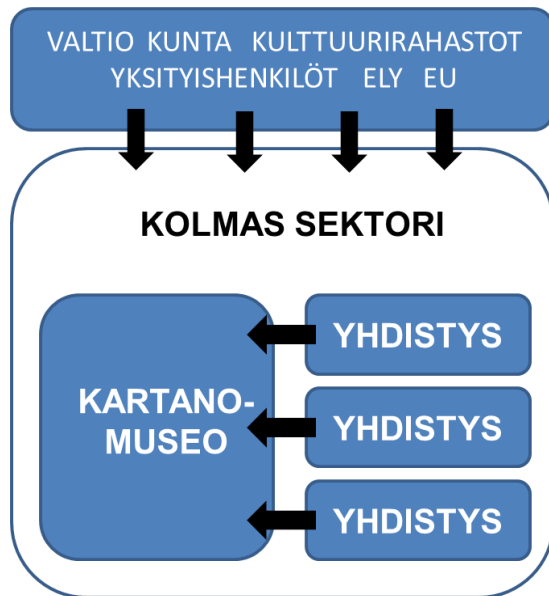 VALTIO KUNTA KULTTUURIRAHASTOT
YKSITYISHENKILÖT ELY EU
KOLMAS SEKTORI
KARTANO-
MUSEO
YHDISTYS
YHDISTYS
YHDISTYS